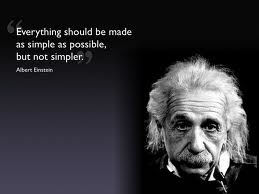 “Everything should be made
as simple as possible,
but not simpler.”
Albert Einstein